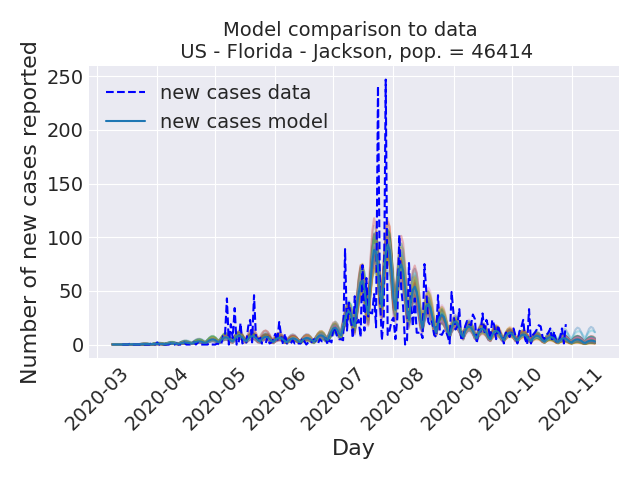 Model comparison to data
US - Florida - Jackson, pop. = 46414
Number of new cases reported
250
200
150
100
50
0
new cases data
new cases model
2020-03
2020-04
2020-05
2020-06
2020-07
2020-08
2020-09
2020-10
2020-11
Day